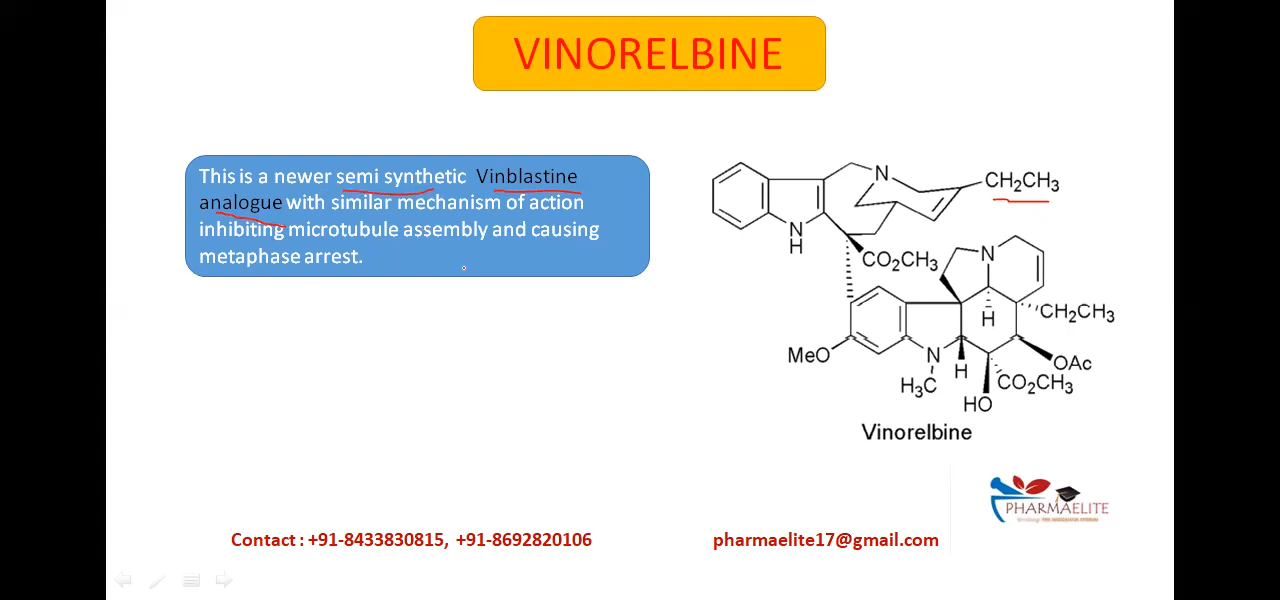 VINORELBINE
This is a newer semi synthetic Vinblastine
analogue with similar mechanism of action
inhibiting microtubule assembly and causing
metaphase arrest.
N
CH₂CH₃
N
H
CO₂CH₃
N
H
CH₂CH₃
MeO
N
H
OAc
H₃C
CO₂CH₃
HO
Vinorelbine
PHARMAELITE
Contact : +91-8433830815, +91-8692820106
pharmaelite17@gmail.com